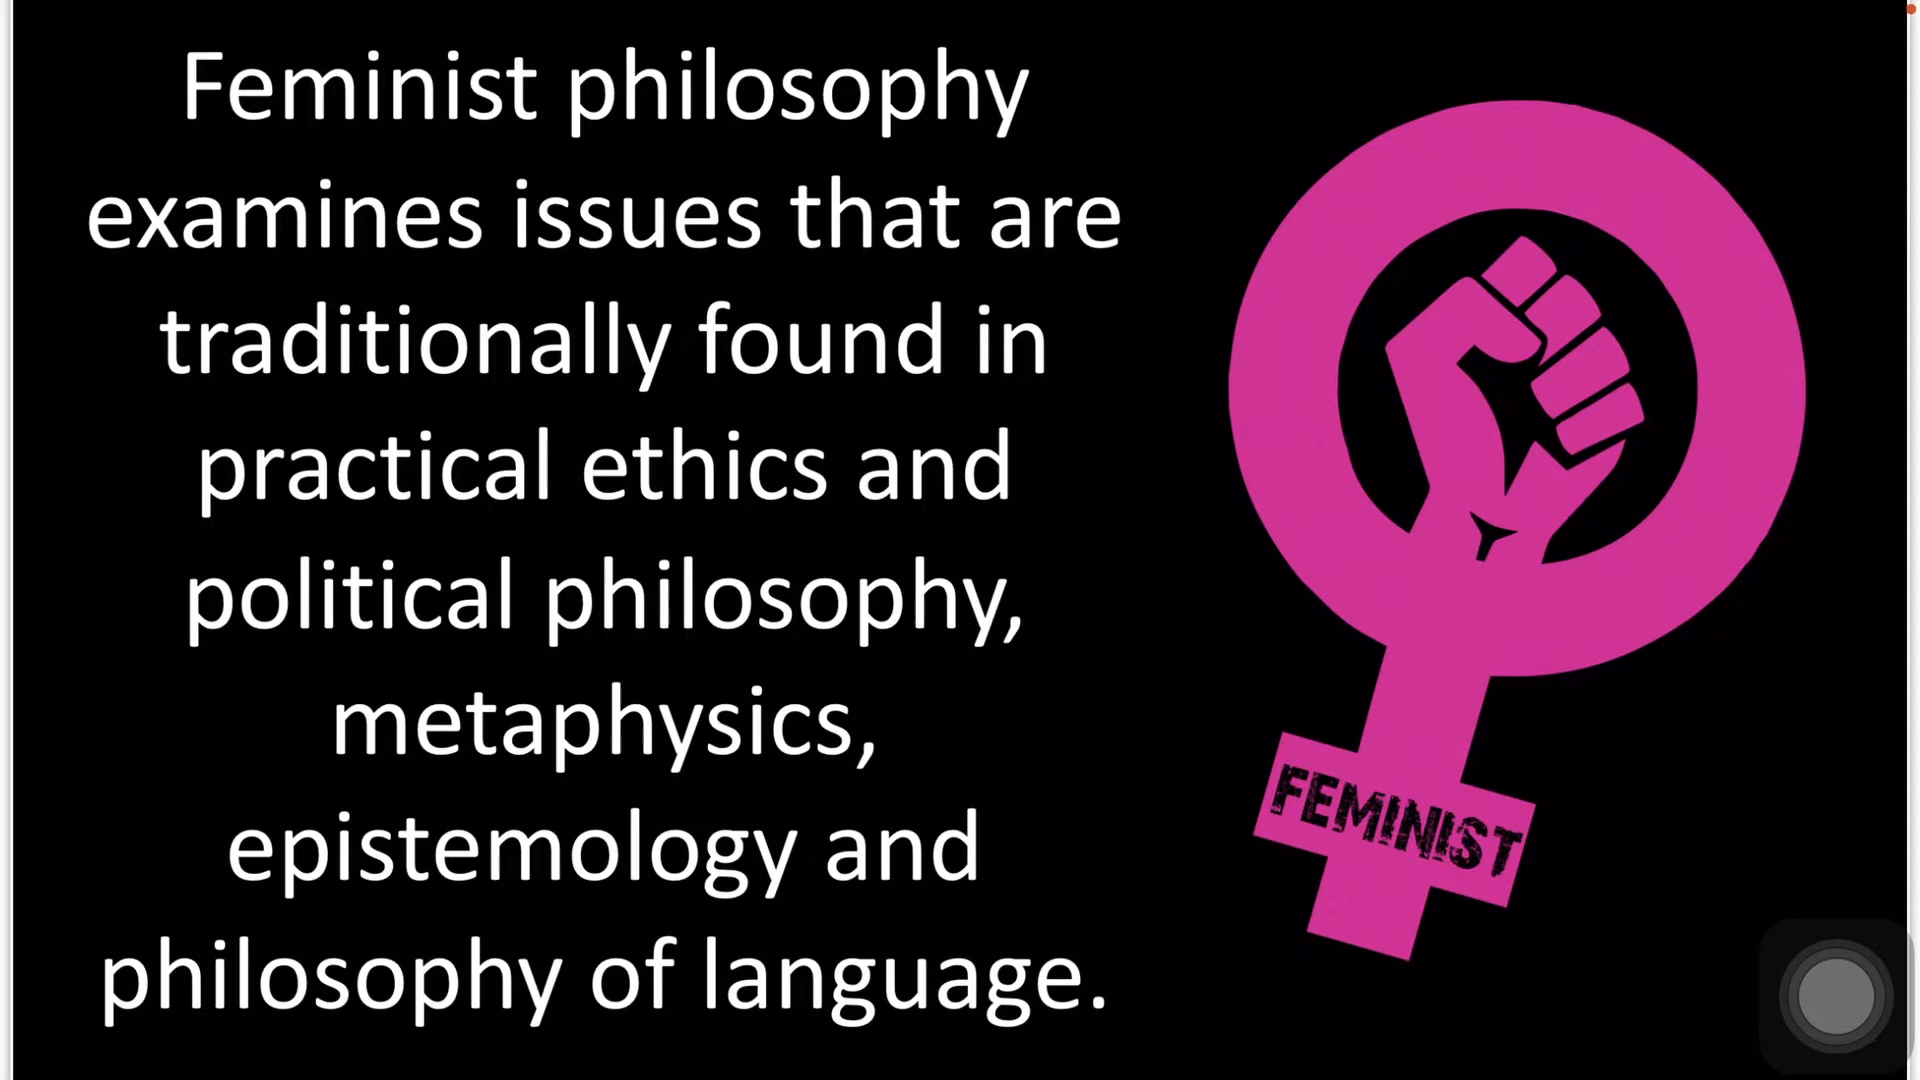 Feminist philosophy
examines issues that are
traditionally found in
practical ethics and
political philosophy,
metaphysics,
epistemology and
philosophy of language.
FEMINIST